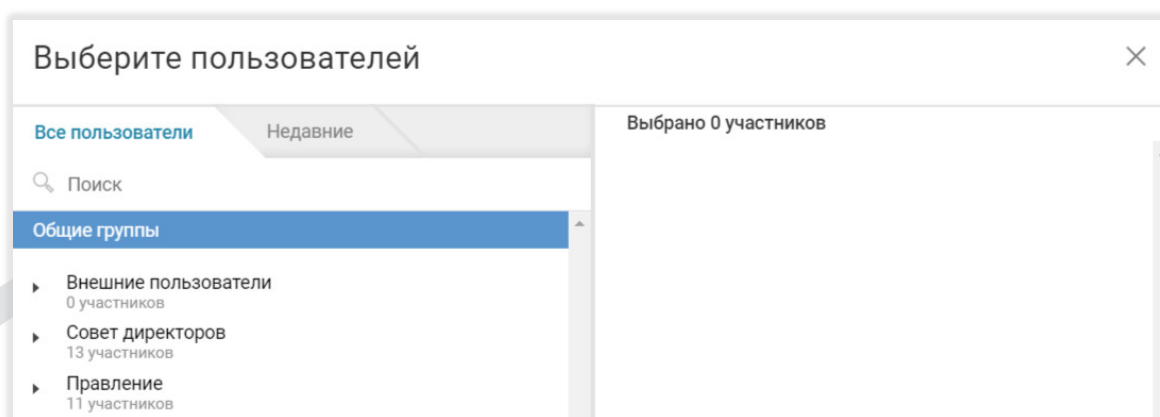 Выберите пользователей
Все пользователи
Недавние
Выбрано 0 участников
Поиск
Общие группы
Внешние пользователи
0 участников
Совет директоров
13 участников
Правление
11 участников